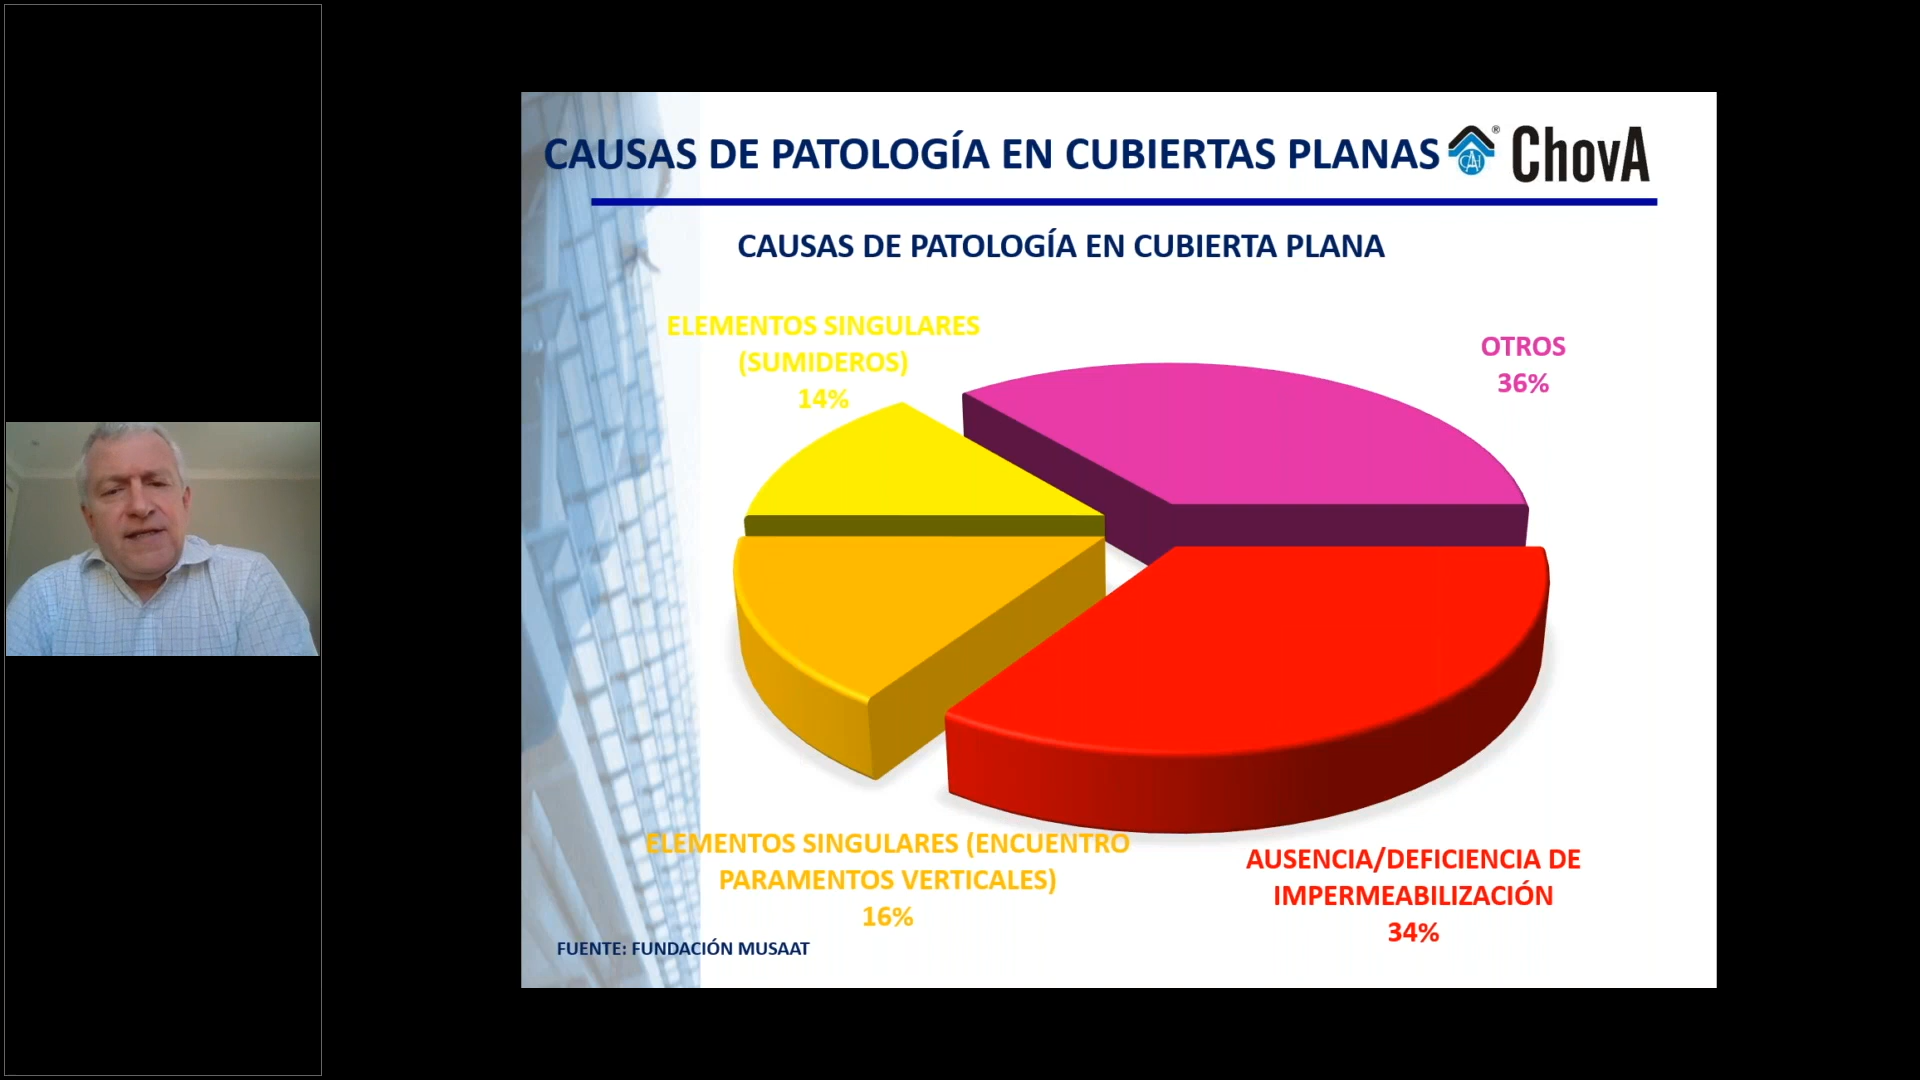 CAUSAS DE PATOLOGÍA EN CUBIERTAS PLANAS
CAI
®
ChovA
CAUSAS DE PATOLOGÍA EN CUBIERTA PLANA
ELEMENTOS SINGULARES
(SUMIDEROS)
14%
OTROS
36%
ELEMENTOS SINGULARES (ENCUENTRO
PARAMENTOS VERTICALES)
16%
AUSENCIA/DEFICIENCIA DE
IMPERMEABILIZACIÓN
34%
FUENTE: FUNDACIÓN MUSAAT